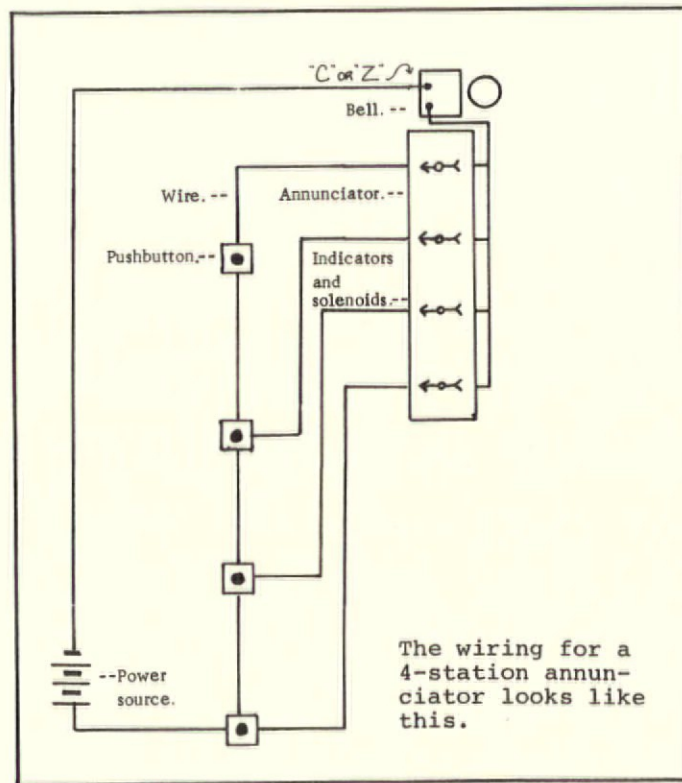 "C" OR "Z"
Bell. --
Wire. --
Annunciator. --
Pushbutton.--
Indicators
and
solenoids.--
--Power
source.
The wiring for a
4-station annun-
ciator looks like
this.